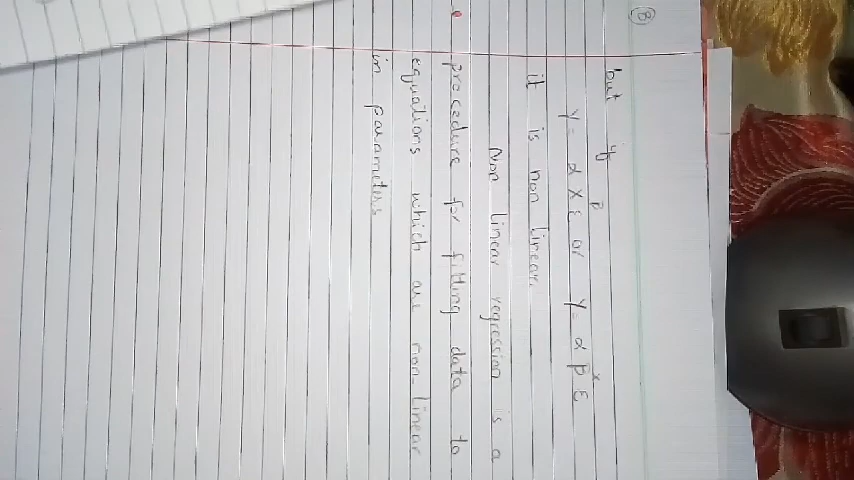 (B)
but if
Y = α X^β ε or Y = α β^x ε
it is non linear.
Non linear regression is a
procedure for fitting data to
equations which are non-linear
in parameters